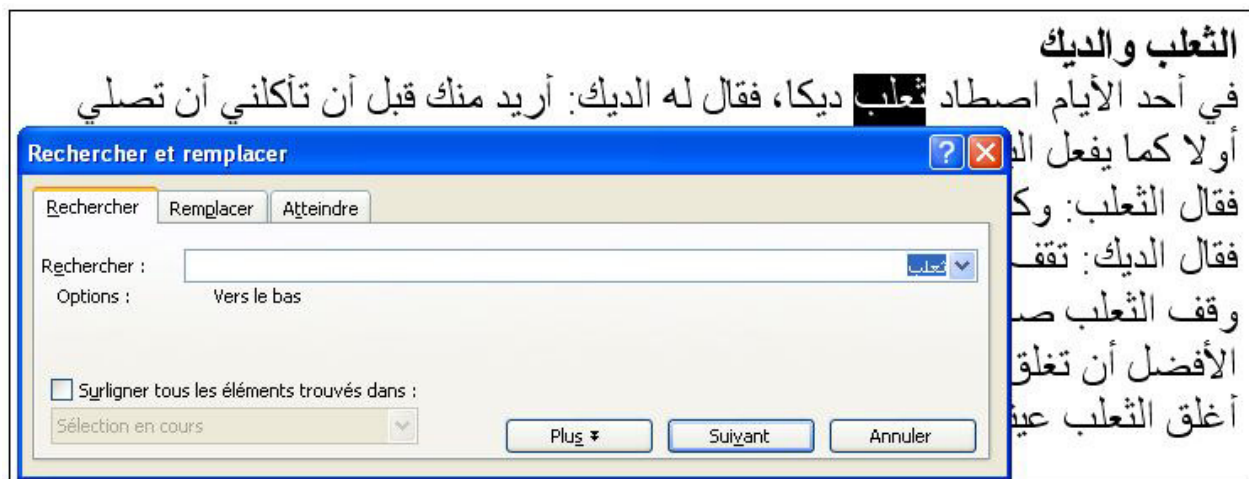 الثعلب والديك
في أحد الأيام اصطاد ثعلب ديكا، فقال له الديك: أريد منك قبل أن تأكلني أن تصلي
أولا كما يفعل
فقال الثعلب:
فقال الديك: تقف
وقف الثعلب
الأفضل أن تغلق
أغلق الثعلب
Rechercher et remplacer
Rechercher Remplacer Atteindre
Rechercher : ثعلب
Options : Vers le bas
Surligner tous les éléments trouvés dans :
Sélection en cours
Plus Suivant Annuler